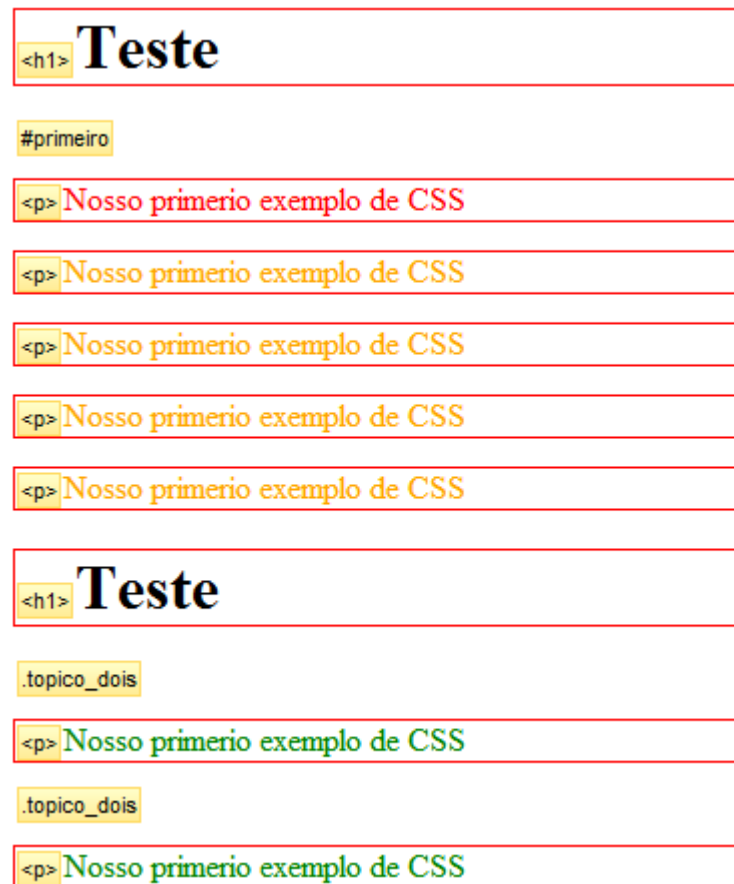 <h1> Teste
#primeiro
<p> Nosso primerio exemplo de CSS
<p> Nosso primerio exemplo de CSS
<p> Nosso primerio exemplo de CSS
<p> Nosso primerio exemplo de CSS
<p> Nosso primerio exemplo de CSS
<h1> Teste
.topico_dois
<p> Nosso primerio exemplo de CSS
.topico_dois
<p> Nosso primerio exemplo de CSS